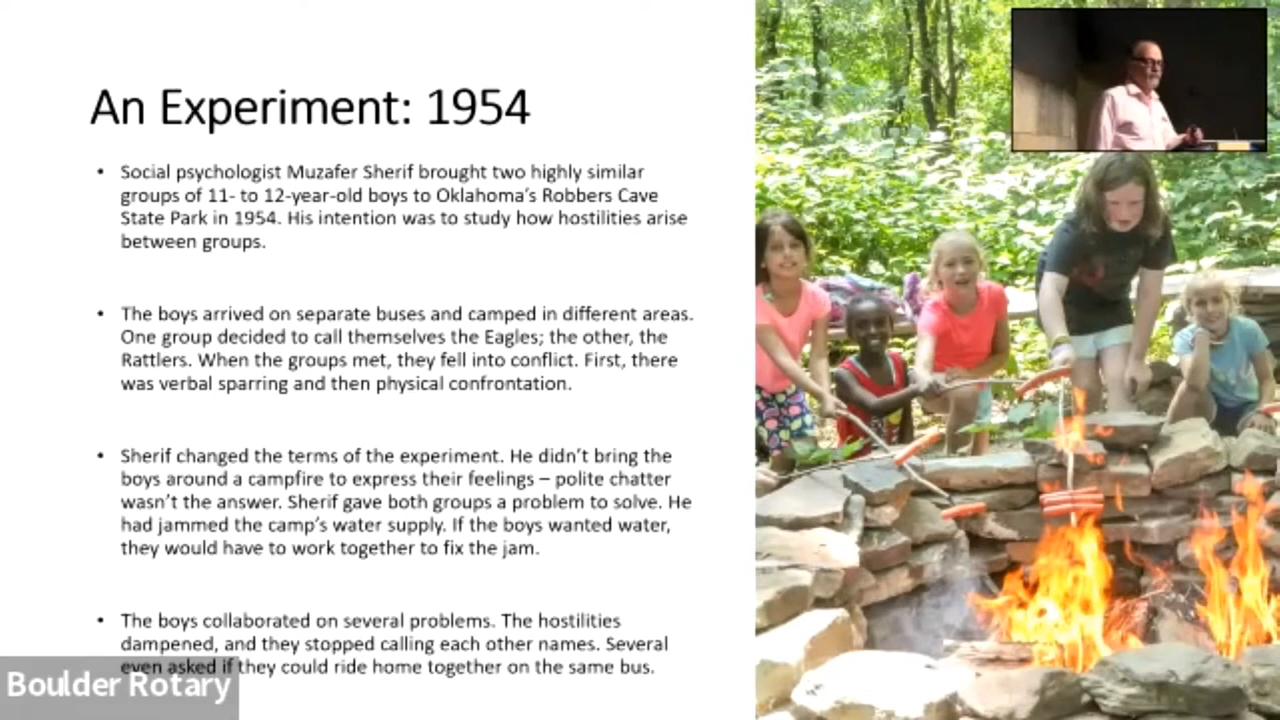 An Experiment: 1954
• Social psychologist Muzafer Sherif brought two highly similar
groups of 11- to 12-year-old boys to Oklahoma's Robbers Cave
State Park in 1954. His intention was to study how hostilities arise
between groups.
• The boys arrived on separate buses and camped in different areas.
One group decided to call themselves the Eagles; the other, the
Rattlers. When the groups met, they fell into conflict. First, there
was verbal sparring and then physical confrontation.
• Sherif changed the terms of the experiment. He didn't bring the
boys around a campfire to express their feelings – polite chatter
wasn't the answer. Sherif gave both groups a problem to solve. He
had jammed the camp's water supply. If the boys wanted water,
they would have to work together to fix the jam.
• The boys collaborated on several problems. The hostilities
dampened, and they stopped calling each other names. Several
even asked if they could ride home together on the same bus.
Boulder Rotary